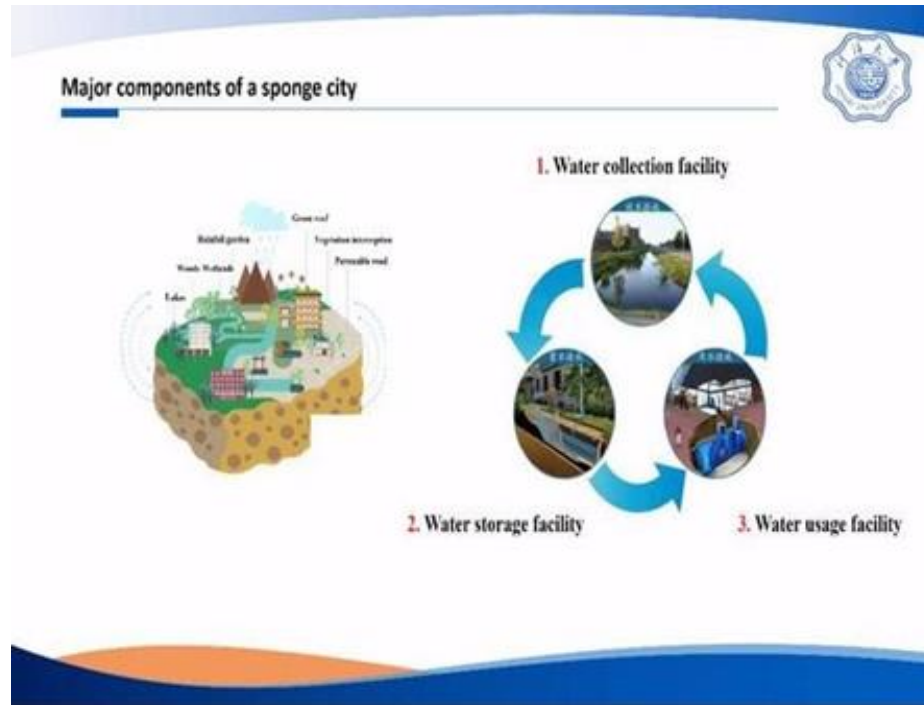 Major components of a sponge city
1. Water collection facility
Green roof
Rainfall garden
Vegetation interception
Permeable road
Woods Wetlands
2. Water storage facility
3. Water usage facility